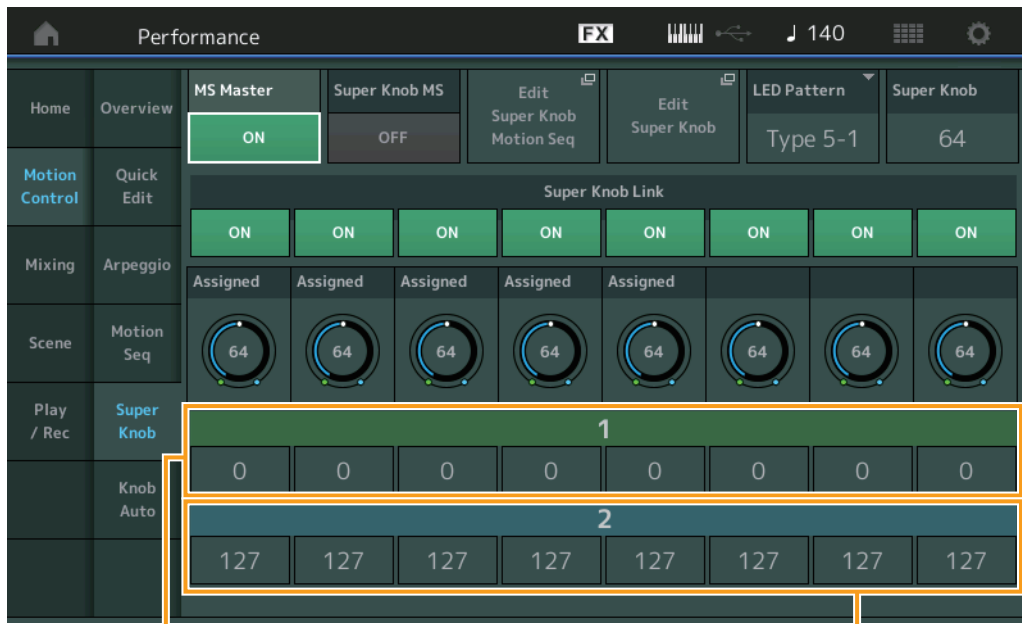 Performance FX ♩ 140
Home
Motion
Control
Mixing
Scene
Play
/ Rec
Overview
Quick
Edit
Arpeggio
Motion
Seq
Super
Knob
Knob
Auto
MS Master
ON
Super Knob MS
OFF
Edit
Super Knob
Motion Seq
Edit
Super Knob
LED Pattern
Type 5-1
Super Knob
64
Super Knob Link
ON ON ON ON ON ON ON ON
Assigned Assigned Assigned Assigned Assigned
64 64 64 64 64 64 64 64
1
0 0 0 0 0 0 0 0
2
127 127 127 127 127 127 127 127